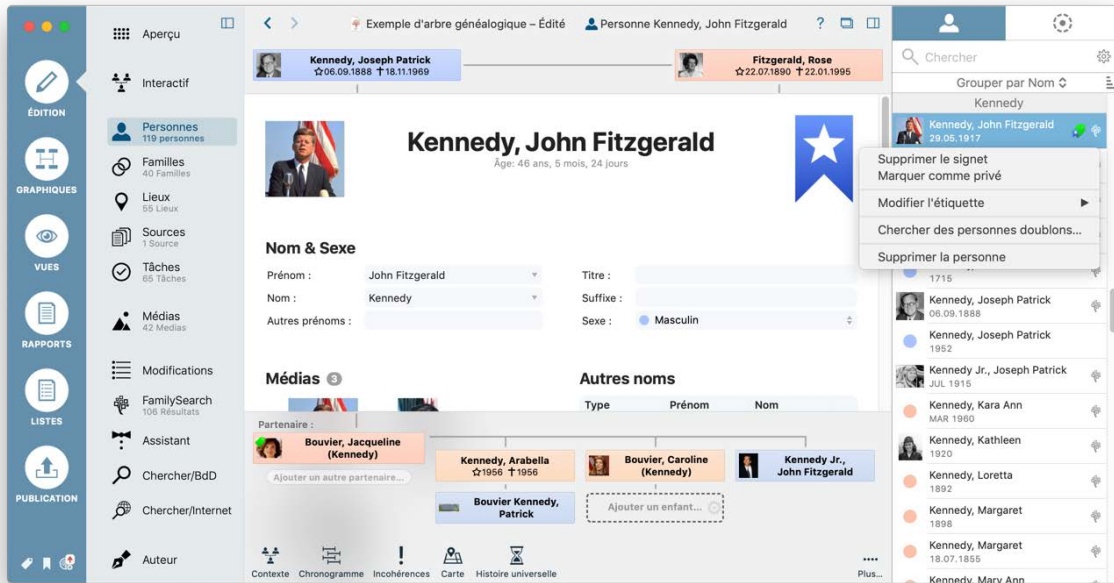 ÉDITION
GRAPHIQUES
VUES
RAPPORTS
LISTES
PUBLICATION
Aperçu
Interactif
Personnes
119 personnes
Familles
40 Familles
Lieux
55 Lieux
Sources
1 Source
Tâches
65 Tâches
Médias
42 Medias
Modifications
FamilySearch
106 Résultats
Assistant
Chercher/BdD
Chercher/Internet
Auteur
Exemple d'arbre généalogique – Édité
Personne Kennedy, John Fitzgerald
?
Kennedy, Joseph Patrick
☆06.09.1888 ✝18.11.1969
Fitzgerald, Rose
☆22.07.1890 ✝22.01.1995
Kennedy, John Fitzgerald
Âge: 46 ans, 5 mois, 24 jours
Nom & Sexe
Prénom : John Fitzgerald
Nom : Kennedy
Autres prénoms :
Titre :
Suffixe :
Sexe : Masculin
Médias 3
Autres noms
Type Prénom Nom
Partenaire :
Bouvier, Jacqueline
(Kennedy)
Ajouter un autre partenaire...
Kennedy, Arabella
☆1956 ✝1956
Bouvier, Caroline
(Kennedy)
Kennedy Jr.,
John Fitzgerald
Bouvier Kennedy,
Patrick
Ajouter un enfant...
Contexte
Chronogramme
Incohérences
Carte
Histoire universelle
Plus...
Chercher
Grouper par Nom
Kennedy
Kennedy, John Fitzgerald
29.05.1917
Supprimer le signet
Marquer comme privé
Modifier l'étiquette
Chercher des personnes doublons...
Supprimer la personne
1715
Kennedy, Joseph Patrick
06.09.1888
Kennedy, Joseph Patrick
1952
Kennedy Jr., Joseph Patrick
JUL 1915
Kennedy, Kara Ann
MAR 1960
Kennedy, Kathleen
1920
Kennedy, Loretta
1892
Kennedy, Margaret
1898
Kennedy, Margaret
18.07.1855
Kennedy, Mary Ann